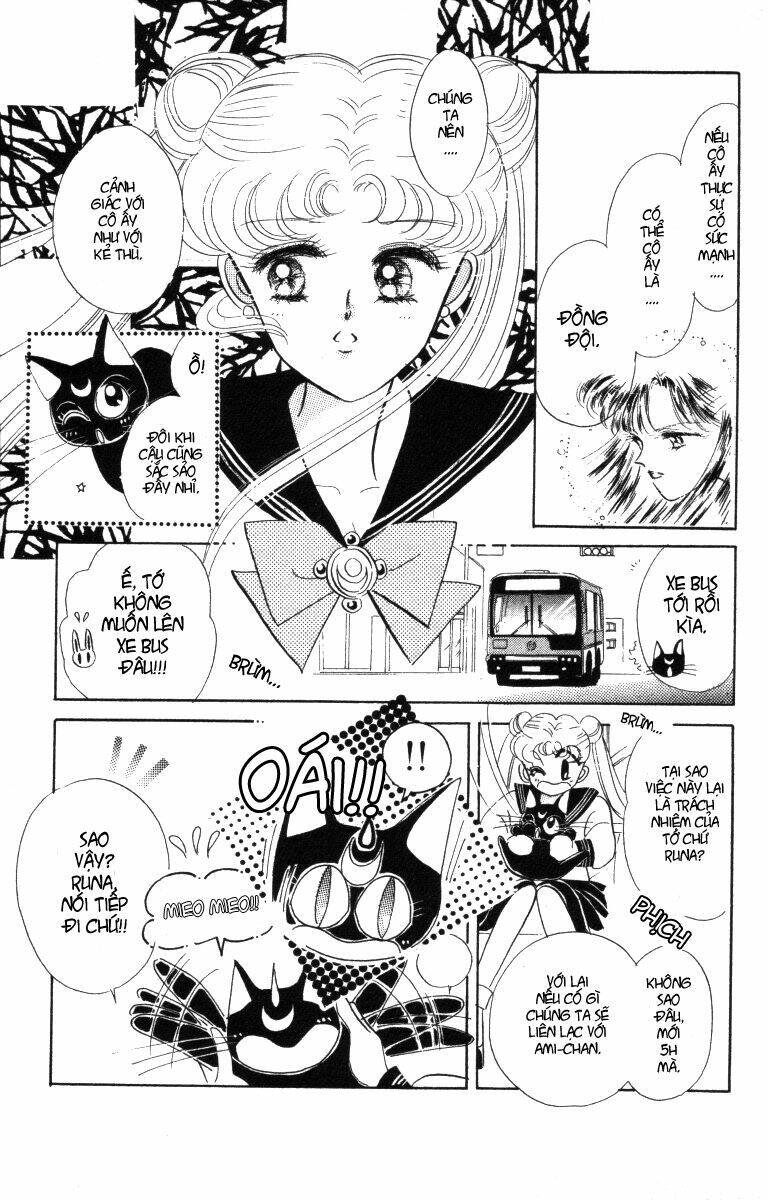 NẾU
CÔ
ẤY
THỰC
SỰ
CÓ
SỨC
MẠNH
....
CÓ
THỂ
CÔ ẤY
LÀ
....
ĐỒNG
ĐỘI.
CHÚNG
TA
NÊN
....
CẢNH
GIÁC VỚI
CÔ ẤY
NHƯ VỚI
KẺ THÙ.
Ồ!
ĐÔI KHI
CẬU CŨNG
SẮC SẢO
ĐẤY NHỈ.
XE BUS
TỚI RỒI
KÌA.
BRỪM...
Ế, TỚ
KHÔNG
MUỐN LÊN
XE BUS
ĐÂU!!!
BRỪM...
TẠI SAO
VIỆC NÀY LẠI
LÀ TRÁCH
NHIỆM CỦA
TỚ CHỨ
RUNA?
PHỊCH
KHÔNG
SAO
ĐÂU,
MỚI
5H
MÀ.
VỚI LẠI
NẾU CÓ GÌ
CHÚNG TA SẼ
LIÊN LẠC VỚI
AMI-CHAN.
!!
OÁI!!
MIEO MIEO!!!
SAO
VẬY?
RUNA,
NÓI TIẾP
ĐI CHỨ!!